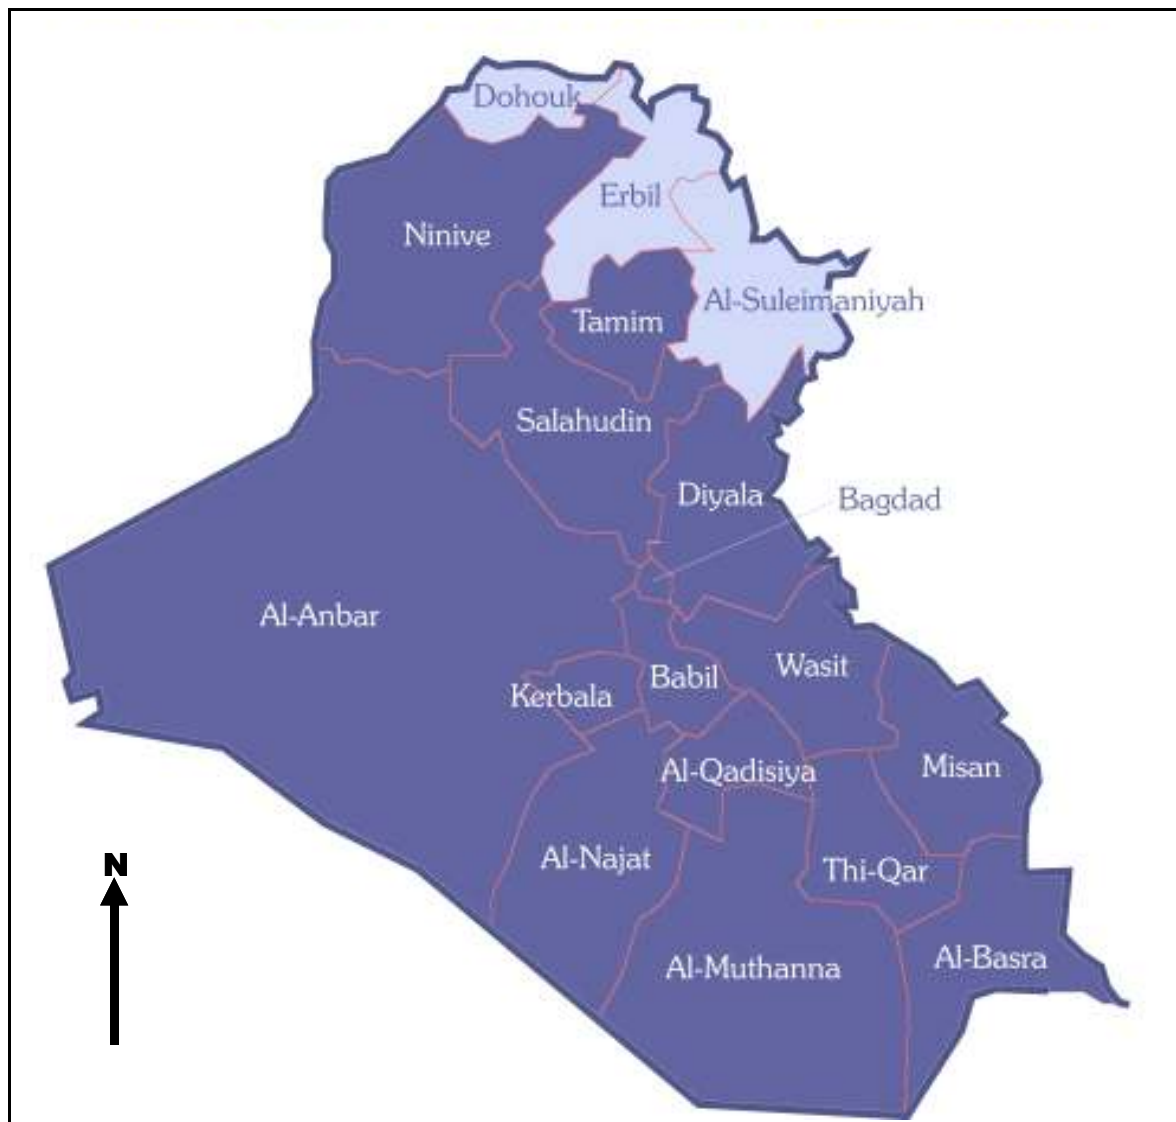 Dohouk
Erbil
Ninive
Al-Suleimaniyah
Tamim
Salahudin
Diyala
Bagdad
Al-Anbar
Wasit
Babil
Kerbala
Al-Qadisiya
Misan
N
Al-Najat
Thi-Qar
Al-Basra
Al-Muthanna